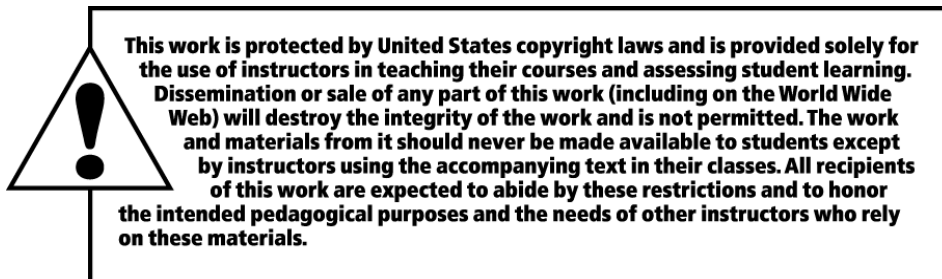 This work is protected by United States copyright laws and is provided solely for
the use of instructors in teaching their courses and assessing student learning.
Dissemination or sale of any part of this work (including on the World Wide
Web) will destroy the integrity of the work and is not permitted. The work
and materials from it should never be made available to students except
by instructors using the accompanying text in their classes. All recipients
of this work are expected to abide by these restrictions and to honor
the intended pedagogical purposes and the needs of other instructors who rely
on these materials.